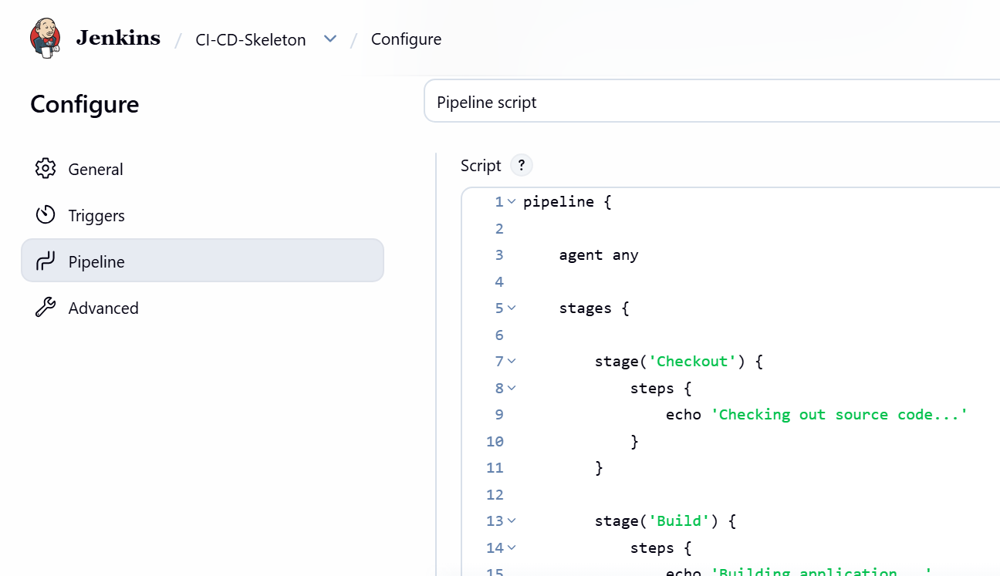 Jenkins / CI-CD-Skeleton / Configure
Configure
General
Triggers
Pipeline
Advanced
Pipeline script
Script ?
1 pipeline {
2
3     agent any
4
5     stages {
6
7         stage('Checkout') {
8             steps {
9                 echo 'Checking out source code...'
10             }
11         }
12
13         stage('Build') {
14             steps {
15                 echo 'Building application...'